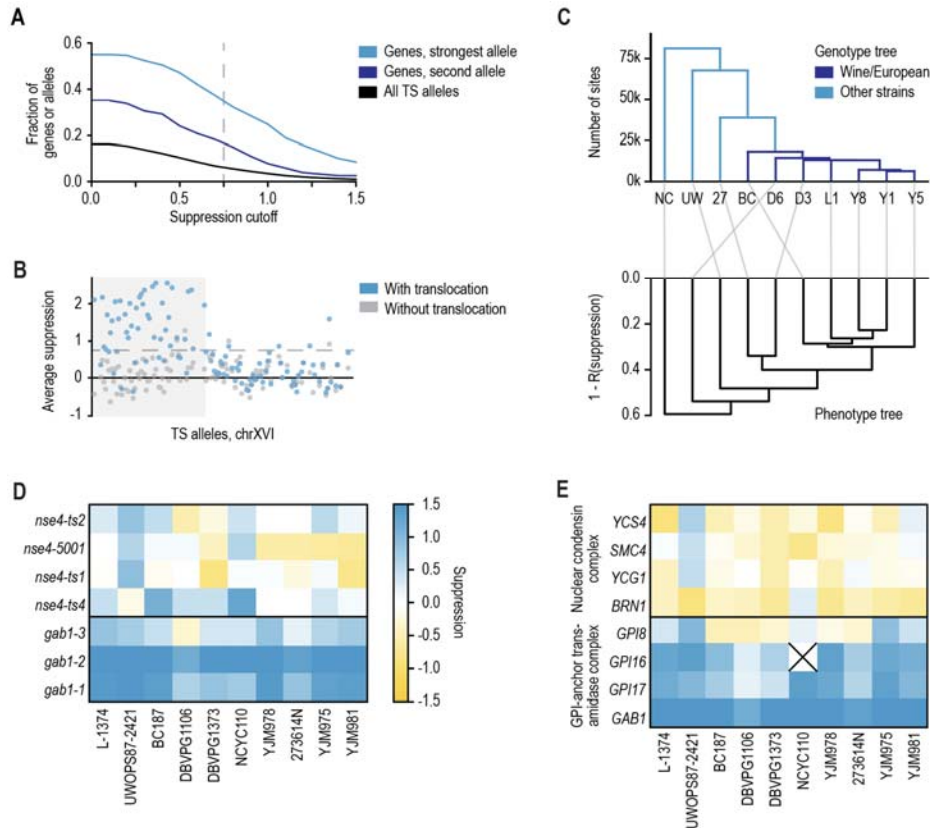 A
Fraction of
genes or alleles
0.6
0.4
0.2
0.0
0.0
0.5
1.0
1.5
Suppression cutoff
Genes, strongest allele
Genes, second allele
All TS alleles
B
Average suppression
2
1
0
-1
TS alleles, chrXVI
With translocation
Without translocation
C
Number of sites
75k
50k
25k
0k
Genotype tree
Wine/European
Other strains
NC UW 27 BC D6 D3 L1 Y8 Y1 Y5
1 - R(suppression)
0.0
0.2
0.4
0.6
Phenotype tree
D
nse4-ts2
nse4-5001
nse4-ts1
nse4-ts4
gab1-3
gab1-2
gab1-1
L-1374
UWOPS87-2421
BC187
DBVPG1106
DBVPG1373
NCYC110
YJM978
273614N
YJM975
YJM981
1.5
1.0
0.5
0.0
-0.5
-1.0
-1.5
Suppression
E
Nuclear condensin
complex
GPI-anchor trans-
amidase complex
YCS4
SMC4
YCG1
BRN1
GPI8
GPI16
GPI17
GAB1
L-1374
UWOPS87-2421
BC187
DBVPG1106
DBVPG1373
NCYC110
YJM978
273614N
YJM975
YJM981